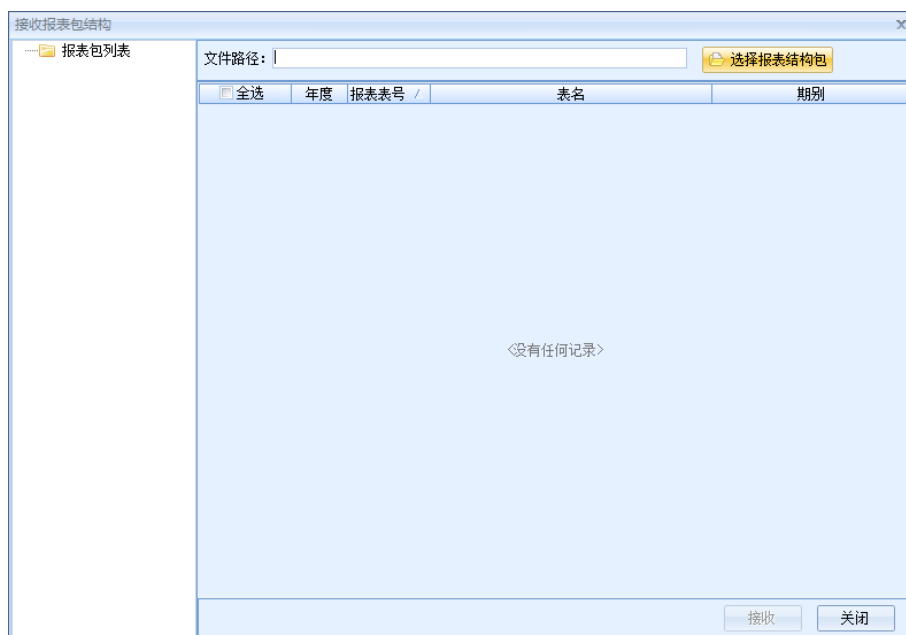 接收报表包结构
报表包列表
文件路径： 选择报表结构包
全选 年度 报表表号 表名 期别
<没有任何记录>
接收 关闭